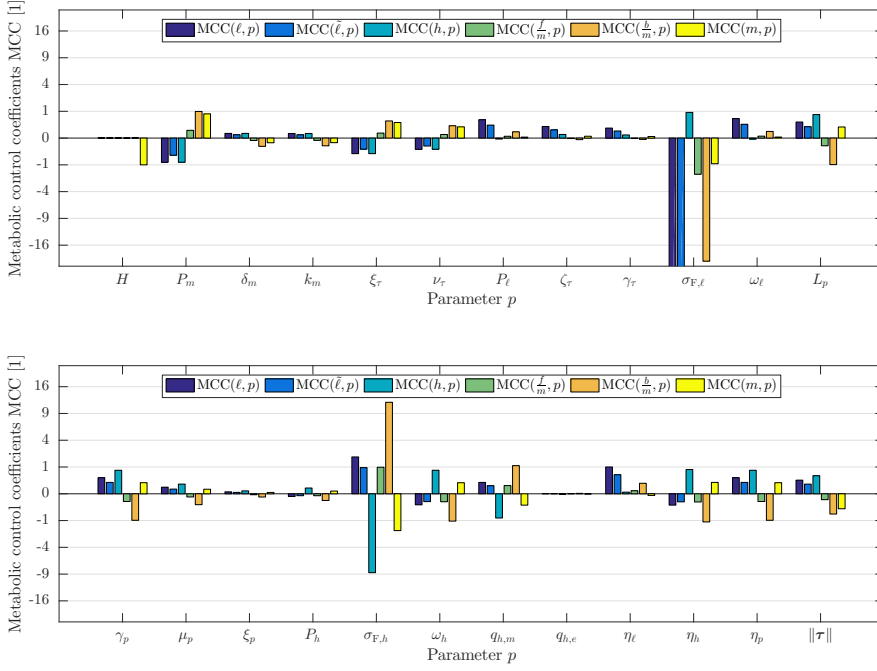 Metabolic control coefficients MCC [1]
MCC(ℓ, p) MCC(ℓ̃, p) MCC(h, p) MCC(f/m, p) MCC(b/m, p) MCC(m, p)
16
9
4
1
0
-1
-4
-9
-16
H P_m δ_m k_m ξ_τ ν_τ P_ℓ ζ_τ γ_τ σ_F,ℓ ω_ℓ L_p
Parameter p
Metabolic control coefficients MCC [1]
MCC(ℓ, p) MCC(ℓ̃, p) MCC(h, p) MCC(f/m, p) MCC(b/m, p) MCC(m, p)
16
9
4
1
0
-1
-4
-9
-16
γ_p μ_p ξ_p P_h σ_F,h ω_h q_h,m q_h,e η_ℓ η_h η_p ‖τ‖
Parameter p